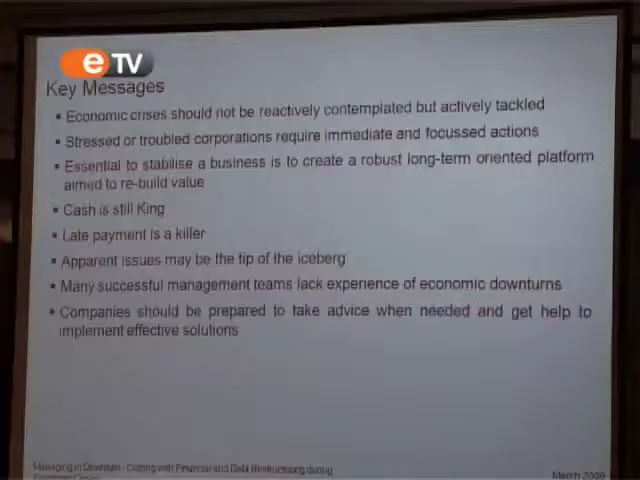 eTV
Key Messages
▪ Economic crises should not be reactively contemplated but actively tackled
▪ Stressed or troubled corporations require immediate and focussed actions
▪ Essential to stabilise a business is to create a robust long-term oriented platform
aimed to re-build value
▪ Cash is still King
▪ Late payment is a killer
▪ Apparent issues may be the tip of the iceberg
▪ Many successful management teams lack experience of economic downturns
▪ Companies should be prepared to take advice when needed and get help to
implement effective solutions
Managing in Downturn - Coping with Financial and Debt Restructuring during
March